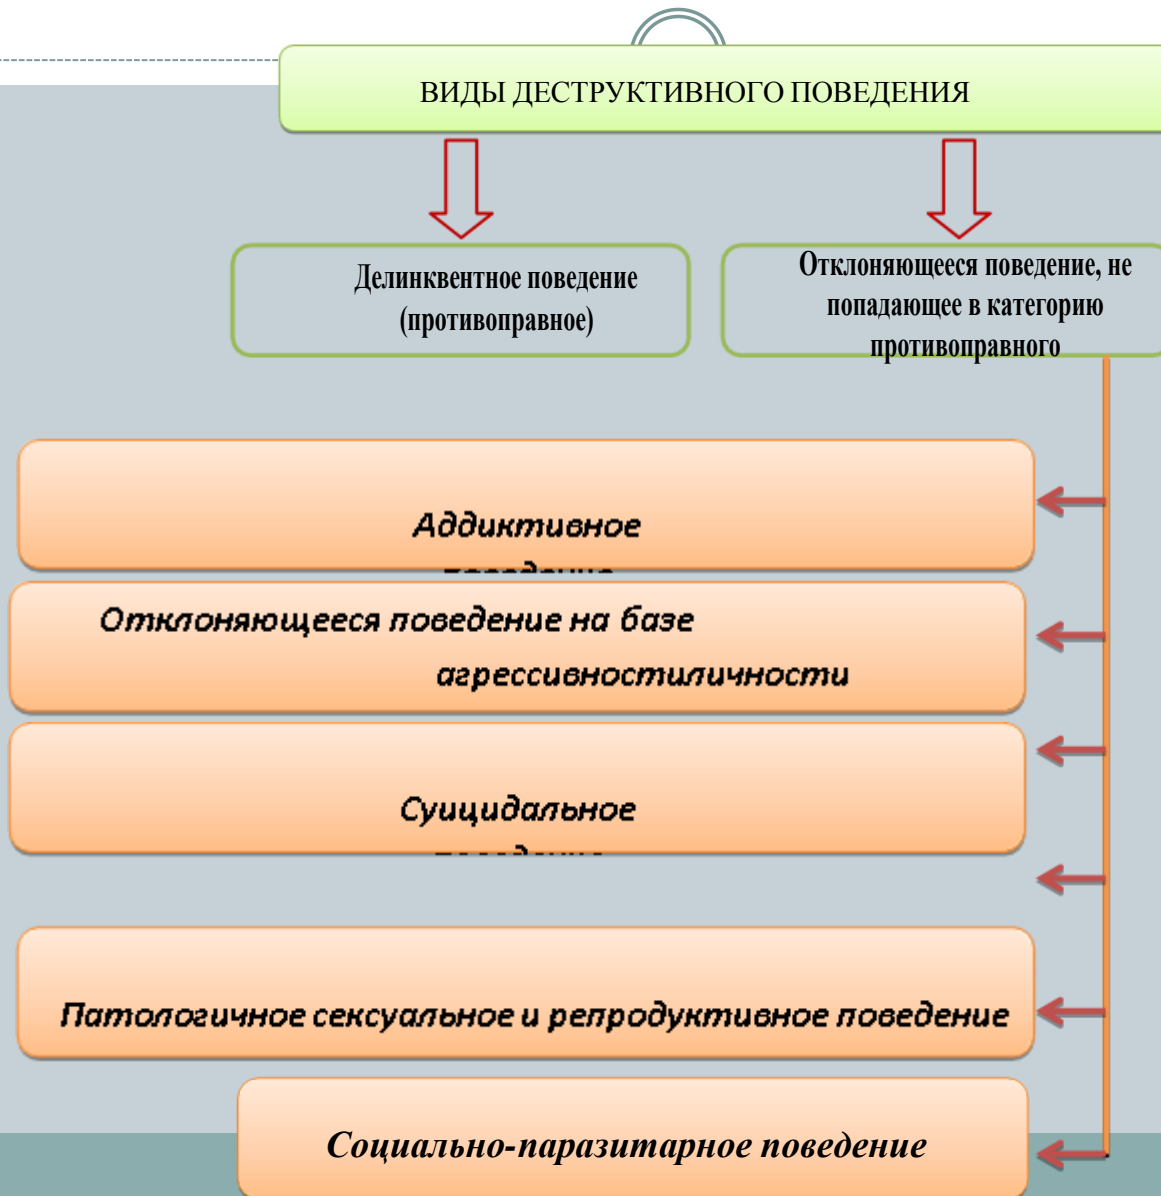 ВИДЫ ДЕСТРУКТИВНОГО ПОВЕДЕНИЯ
Делинквентное поведение
(противоправное)
Отклоняющееся поведение, не
попадающее в категорию
противоправного
Аддиктивное
Отклоняющееся поведение на базе
агрессивностиличности
Суицидальное
Патологичное сексуальное и репродуктивное поведение
Социально-паразитарное поведение